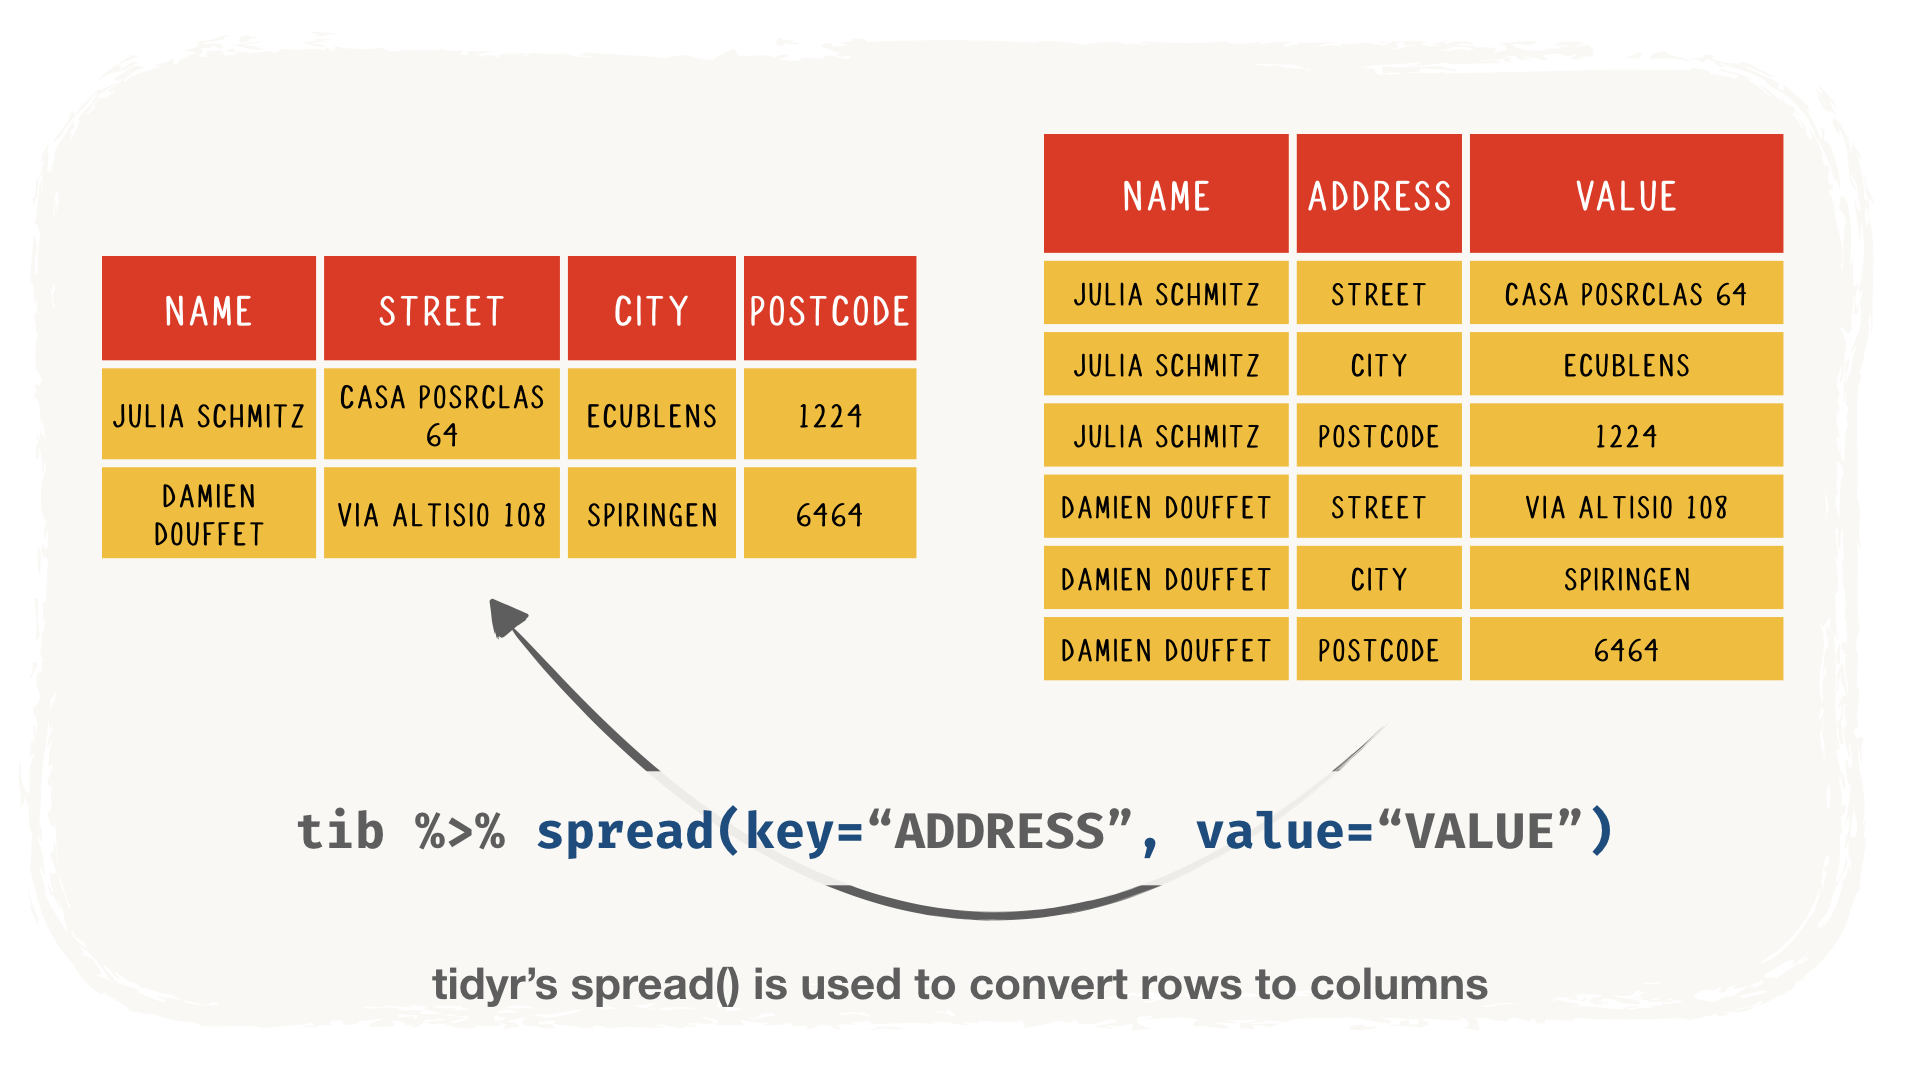 NAME STREET CITY POSTCODE
JULIA SCHMITZ CASA POSRCLAS 64 ECUBLENS 1224
DAMIEN DOUFFET VIA ALTISIO 108 SPIRINGEN 6464
NAME ADDRESS VALUE
JULIA SCHMITZ STREET CASA POSRCLAS 64
JULIA SCHMITZ CITY ECUBLENS
JULIA SCHMITZ POSTCODE 1224
DAMIEN DOUFFET STREET VIA ALTISIO 108
DAMIEN DOUFFET CITY SPIRINGEN
DAMIEN DOUFFET POSTCODE 6464
tib %>% spread(key=“ADDRESS”, value=“VALUE”)
tidyr’s spread() is used to convert rows to columns